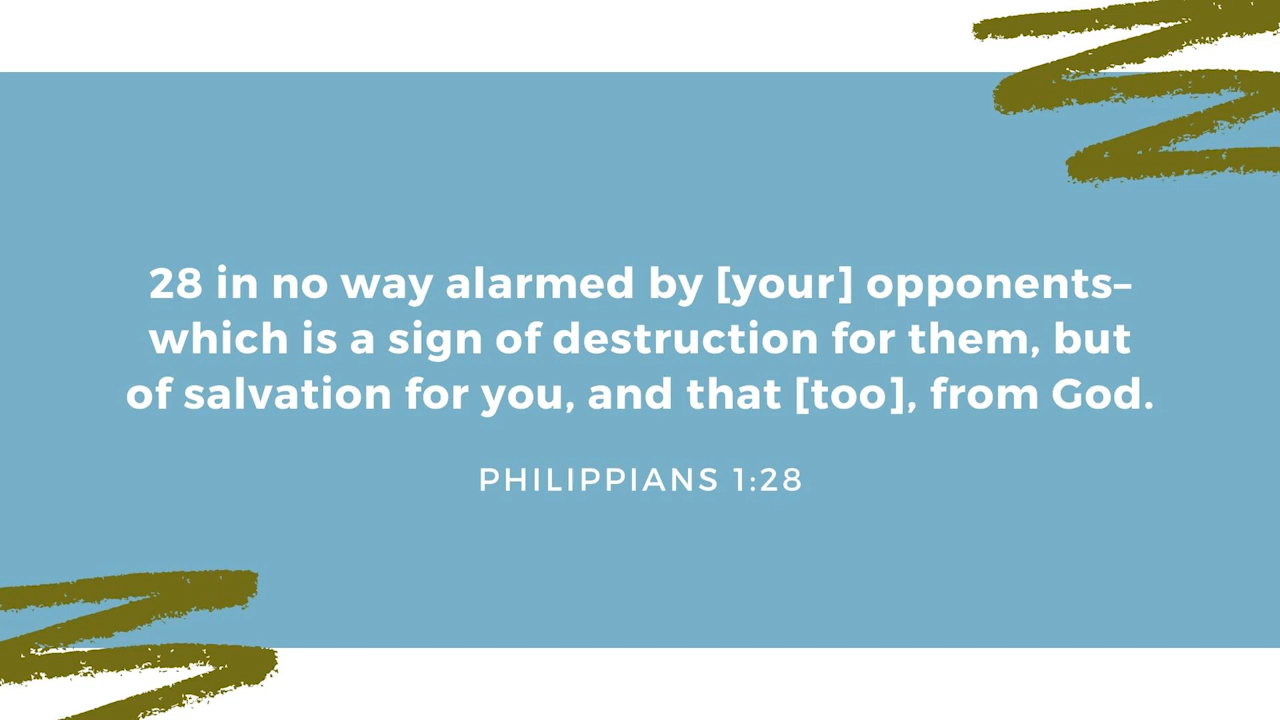 28 in no way alarmed by [your] opponents–
which is a sign of destruction for them, but
of salvation for you, and that [too], from God.
PHILIPPIANS 1:28